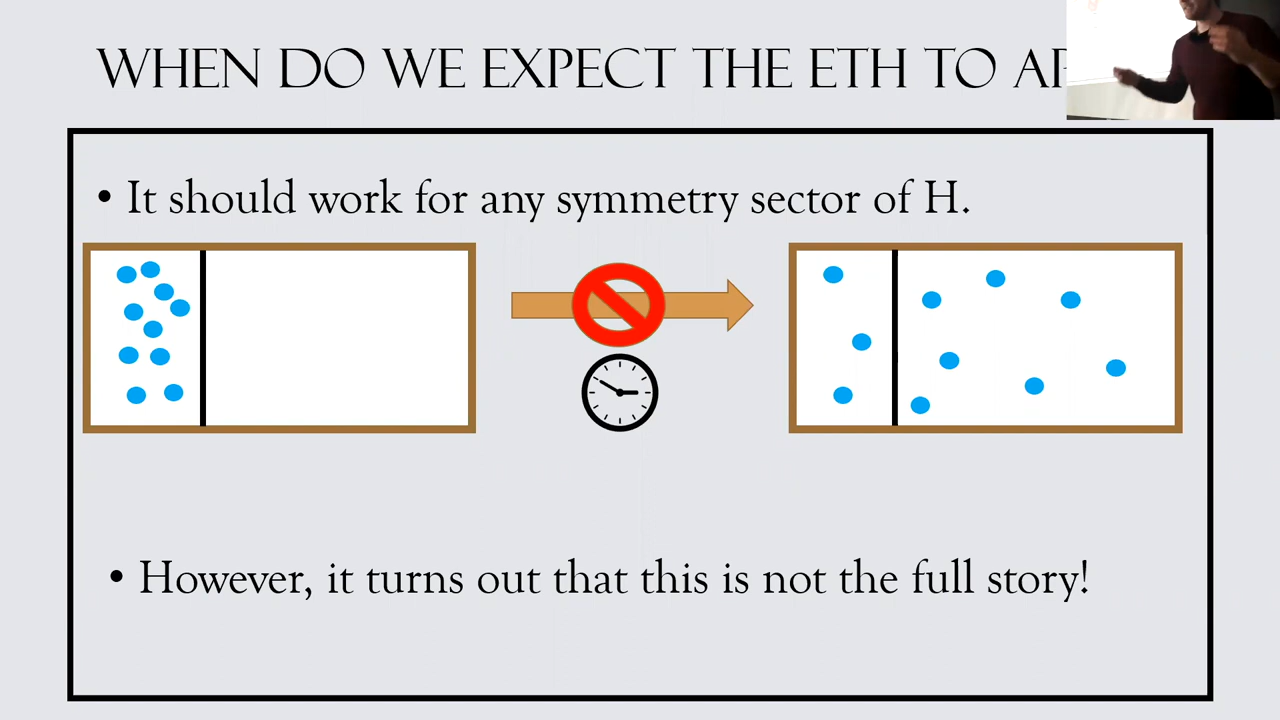 WHEN DO WE EXPECT THE ETH TO
• It should work for any symmetry sector of H.
• However, it turns out that this is not the full story!